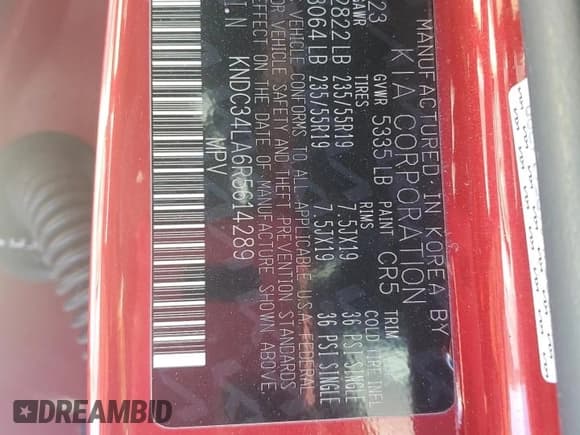 MANUFACTURED IN KOREA BY
KIA CORPORATION
23
GVWR 5335 LB PAINT CR5 TRIM
GAWR TIRES RIMS COLD TIRE INFL
2822 LB 235/55R19 7.5JX19 36 PSI SINGLE
3064 LB 235/55R19 7.5JX19 36 PSI SINGLE
VEHICLE CONFORMS TO ALL APPLICABLE U.S.A FEDERAL
OR VEHICLE SAFETY AND THEFT PREVENTION STANDARDS
ON THE DATE OF MANUFACTURE SHOWN ABOVE.
I.N KNDC34LA6R5614289
MPV
DREAMBID